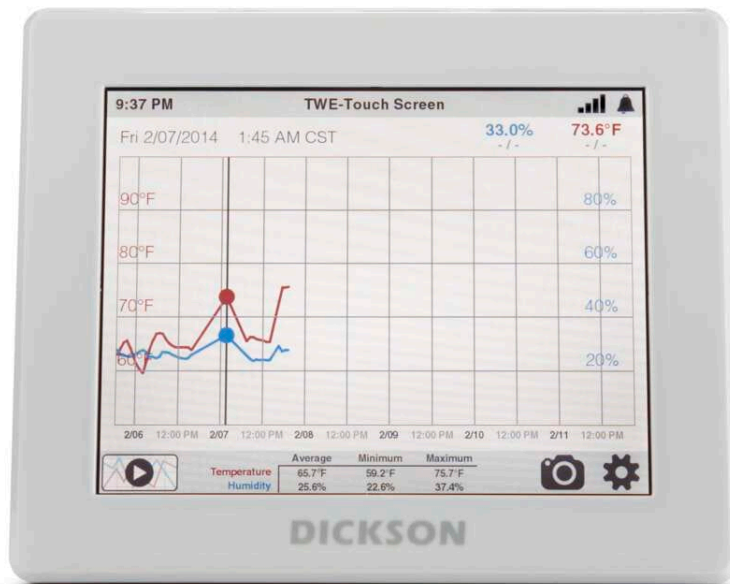 9:37 PM TWE-Touch Screen
Fri 2/07/2014 1:45 AM CST 33.0% 73.6°F
- / - - / -
90°F 80%
80°F 60%
70°F 40%
60°F 20%
2/06 12:00 PM 2/07 12:00 PM 2/08 12:00 PM 2/09 12:00 PM 2/10 12:00 PM 2/11 12:00 PM
Average Minimum Maximum
Temperature 65.7°F 59.2°F 75.7°F
Humidity 25.6% 22.6% 37.4%
DICKSON